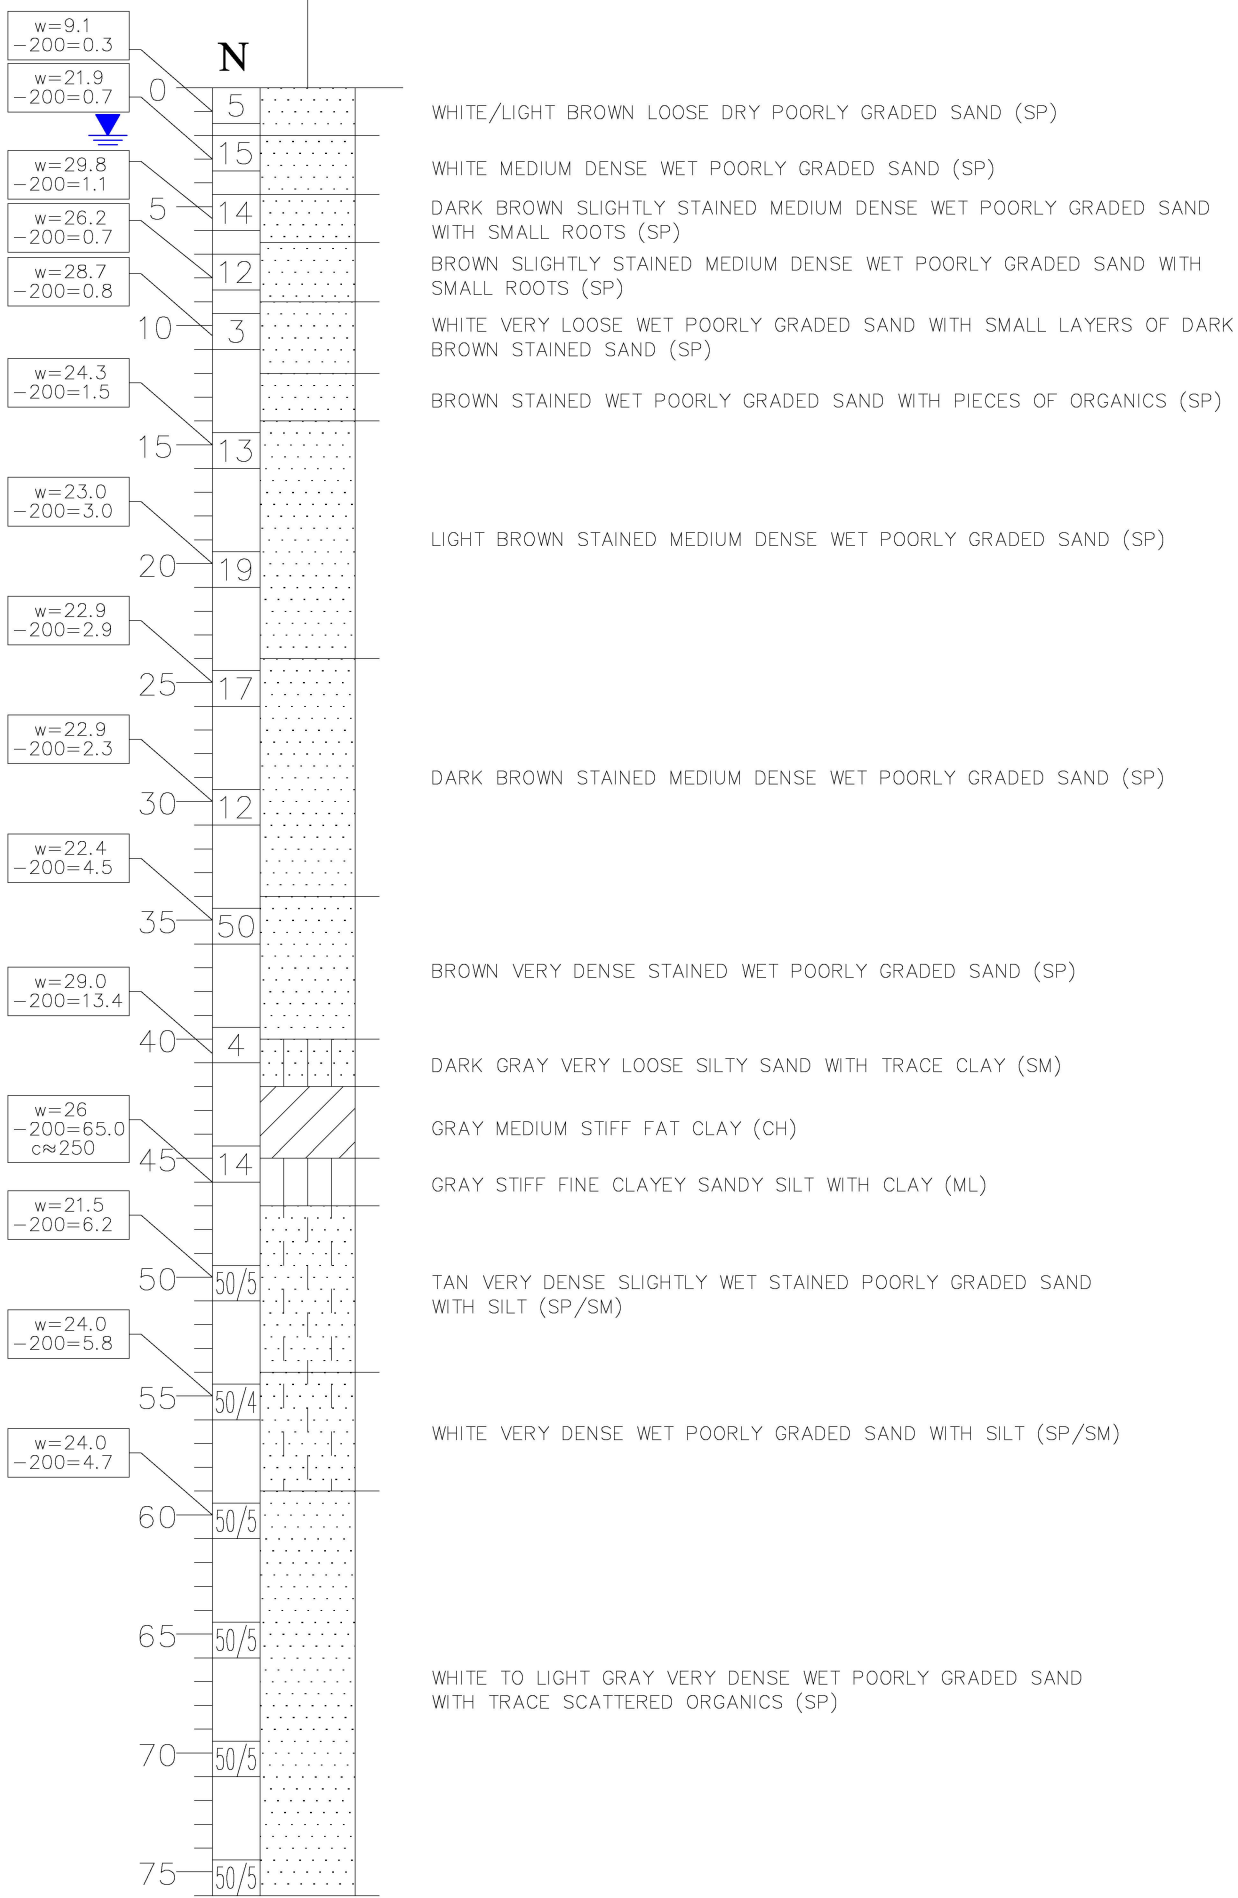 w=9.1
−200=0.3
N
w=21.9
−200=0.7
0
5
WHITE/LIGHT BROWN LOOSE DRY POORLY GRADED SAND (SP)
15
WHITE MEDIUM DENSE WET POORLY GRADED SAND (SP)
w=29.8
−200=1.1
5
14
DARK BROWN SLIGHTLY STAINED MEDIUM DENSE WET POORLY GRADED SAND
WITH SMALL ROOTS (SP)
w=26.2
−200=0.7
12
BROWN SLIGHTLY STAINED MEDIUM DENSE WET POORLY GRADED SAND WITH
SMALL ROOTS (SP)
w=28.7
−200=0.8
10
3
WHITE VERY LOOSE WET POORLY GRADED SAND WITH SMALL LAYERS OF DARK
BROWN STAINED SAND (SP)
w=24.3
−200=1.5
BROWN STAINED WET POORLY GRADED SAND WITH PIECES OF ORGANICS (SP)
15
13
w=23.0
−200=3.0
LIGHT BROWN STAINED MEDIUM DENSE WET POORLY GRADED SAND (SP)
20
19
w=22.9
−200=2.9
25
17
w=22.9
−200=2.3
DARK BROWN STAINED MEDIUM DENSE WET POORLY GRADED SAND (SP)
30
12
w=22.4
−200=4.5
35
50
BROWN VERY DENSE STAINED WET POORLY GRADED SAND (SP)
w=29.0
−200=13.4
40
4
DARK GRAY VERY LOOSE SILTY SAND WITH TRACE CLAY (SM)
w=26
−200=65.0
c≈250
GRAY MEDIUM STIFF FAT CLAY (CH)
45
14
GRAY STIFF FINE CLAYEY SANDY SILT WITH CLAY (ML)
w=21.5
−200=6.2
50
50/5
TAN VERY DENSE SLIGHTLY WET STAINED POORLY GRADED SAND
WITH SILT (SP/SM)
w=24.0
−200=5.8
55
50/4
WHITE VERY DENSE WET POORLY GRADED SAND WITH SILT (SP/SM)
w=24.0
−200=4.7
60
50/5
65
50/5
WHITE TO LIGHT GRAY VERY DENSE WET POORLY GRADED SAND
WITH TRACE SCATTERED ORGANICS (SP)
70
50/5
75
50/5